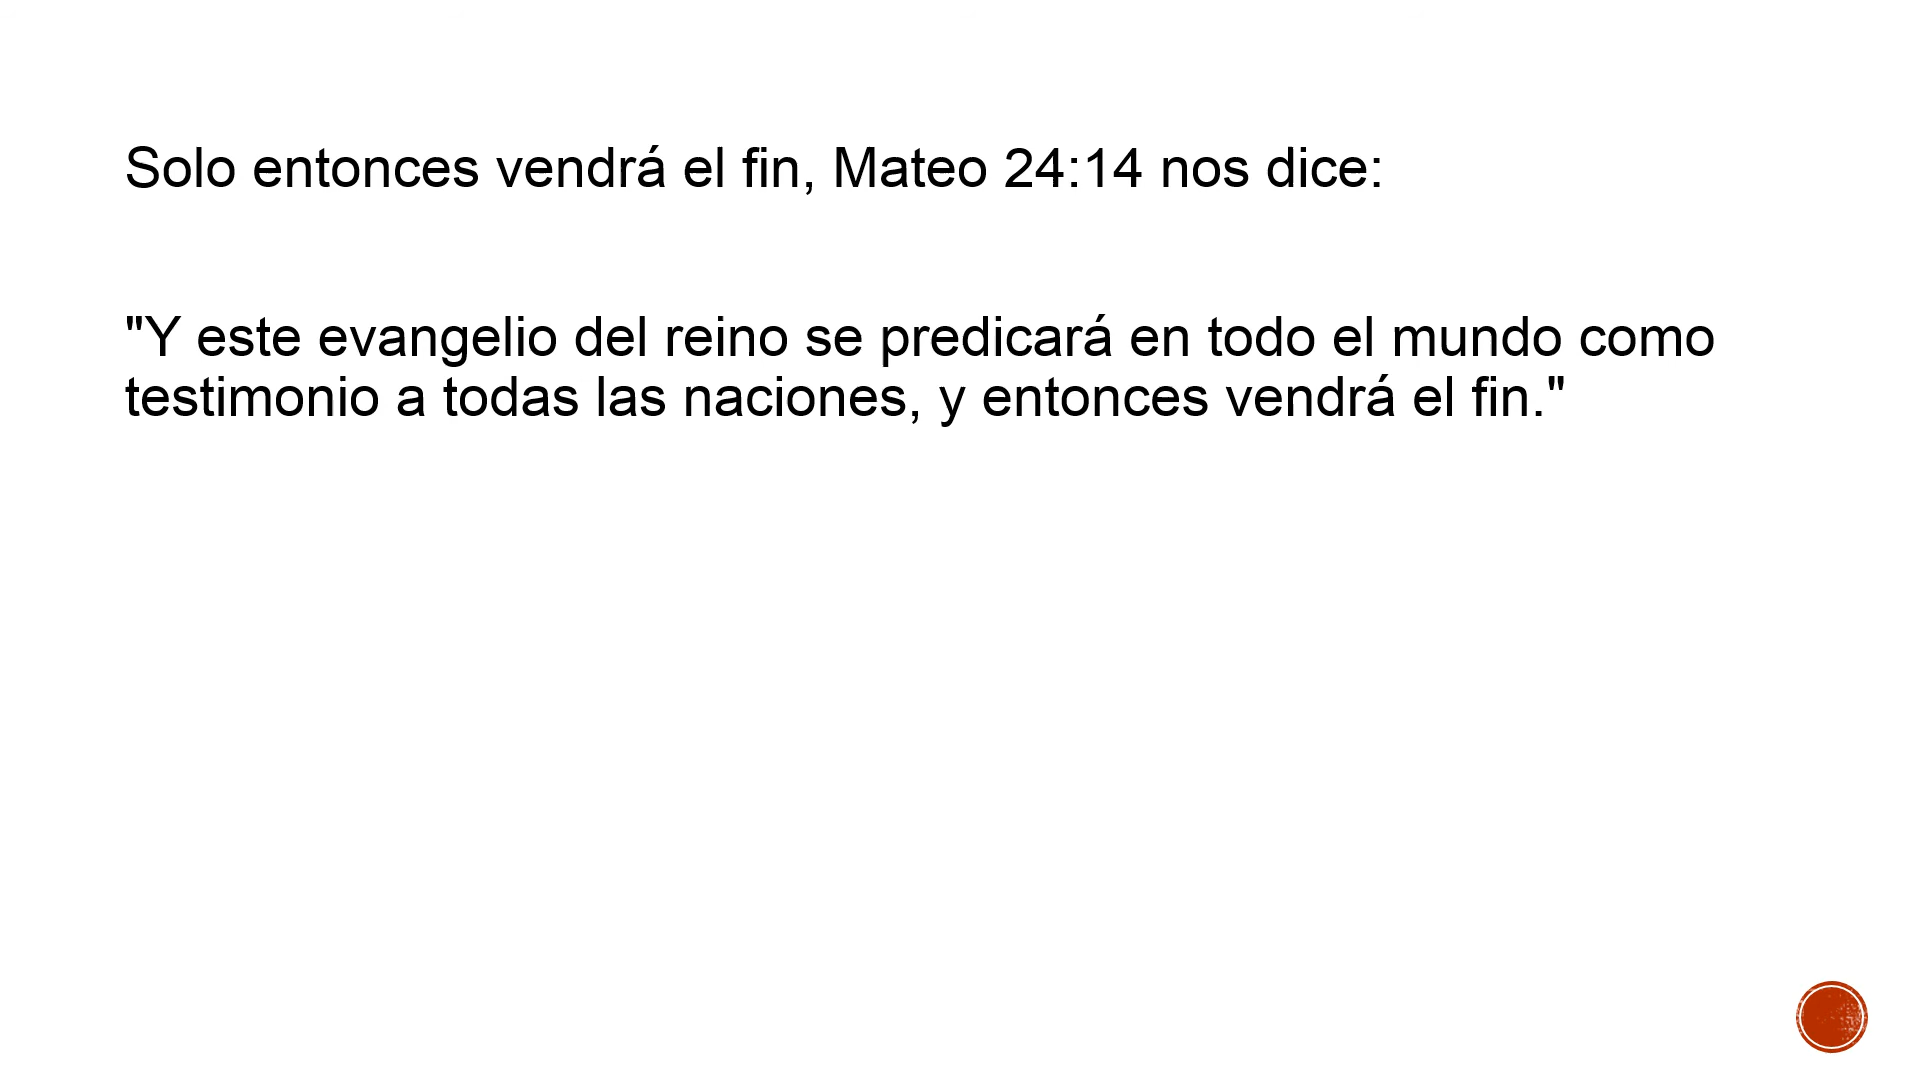 Solo entonces vendrá el fin, Mateo 24:14 nos dice:
"Y este evangelio del reino se predicará en todo el mundo como
testimonio a todas las naciones, y entonces vendrá el fin."